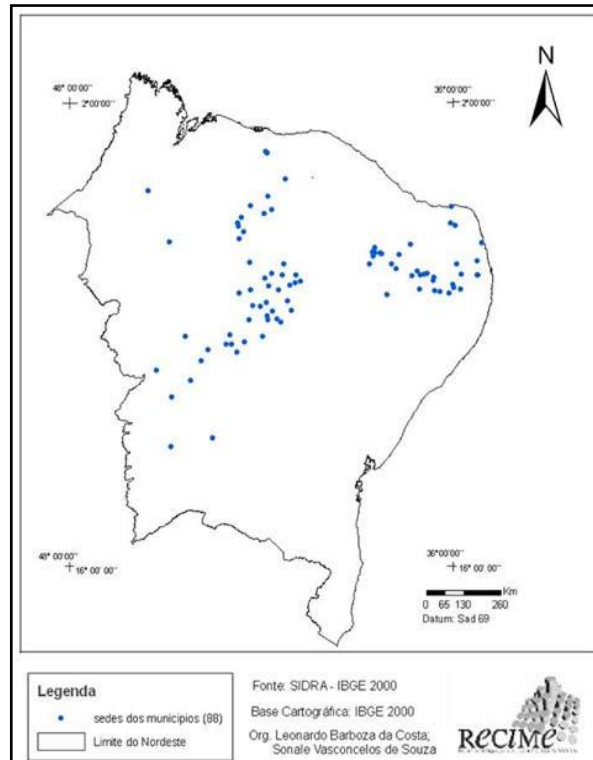 N
48° 00'00''
2°00'00''
36°00'00''
2°00'00''
48° 00'00''
16° 00' 00''
36°00'00''
16° 00' 00''
Km
0 65 130 260
Datum: Sad 69
Legenda
sedes dos municipios (88)
Limite do Nordeste
Fonte: SIDRA - IBGE 2000
Base Cartográfica: IBGE 2000
Org. Leonardo Barboza da Costa;
Sonale Vasconcelos de Souza
ReCiMe